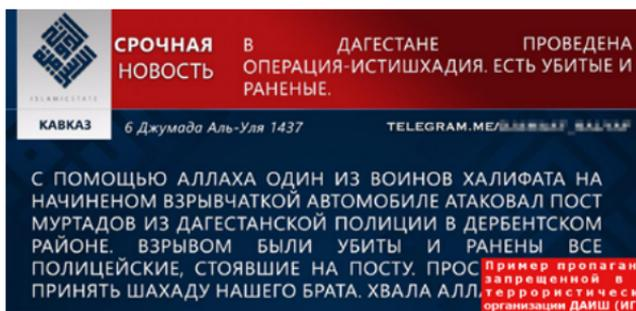 СРОЧНАЯ
НОВОСТЬ
В ДАГЕСТАНЕ ПРОВЕДЕНА
ОПЕРАЦИЯ-ИСТИШХАДИЯ. ЕСТЬ УБИТЫЕ И
РАНЕНЫЕ.
ISLAMICSTATE
КАВКАЗ
6 Джумада Аль-Уля 1437
TELEGRAM.ME/
С ПОМОЩЬЮ АЛЛАХА ОДИН ИЗ ВОИНОВ ХАЛИФАТА НА
НАЧИНЕНОМ ВЗРЫВЧАТКОЙ АВТОМОБИЛЕ АТАКОВАЛ ПОСТ
МУРТАДОВ ИЗ ДАГЕСТАНСКОЙ ПОЛИЦИИ В ДЕРБЕНТСКОМ
РАЙОНЕ. ВЗРЫВОМ БЫЛИ УБИТЫ И РАНЕНЫ ВСЕ
ПОЛИЦЕЙСКИЕ, СТОЯВШИЕ НА ПОСТУ. ПРОС
ПРИНЯТЬ ШАХАДУ НАШЕГО БРАТА. ХВАЛА АЛЛ
Пример пропаган
запрещенной в
террористическ
организации ДАИШ (ИГ